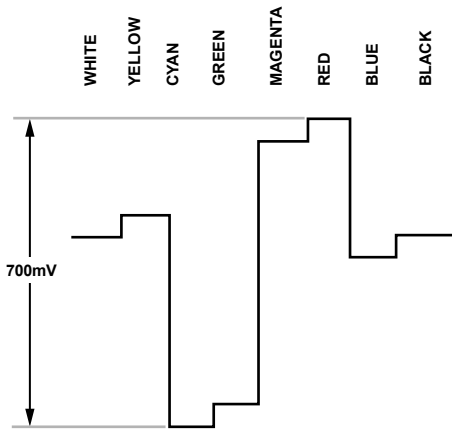 WHITE
YELLOW
CYAN
GREEN
MAGENTA
RED
BLUE
BLACK
700mV